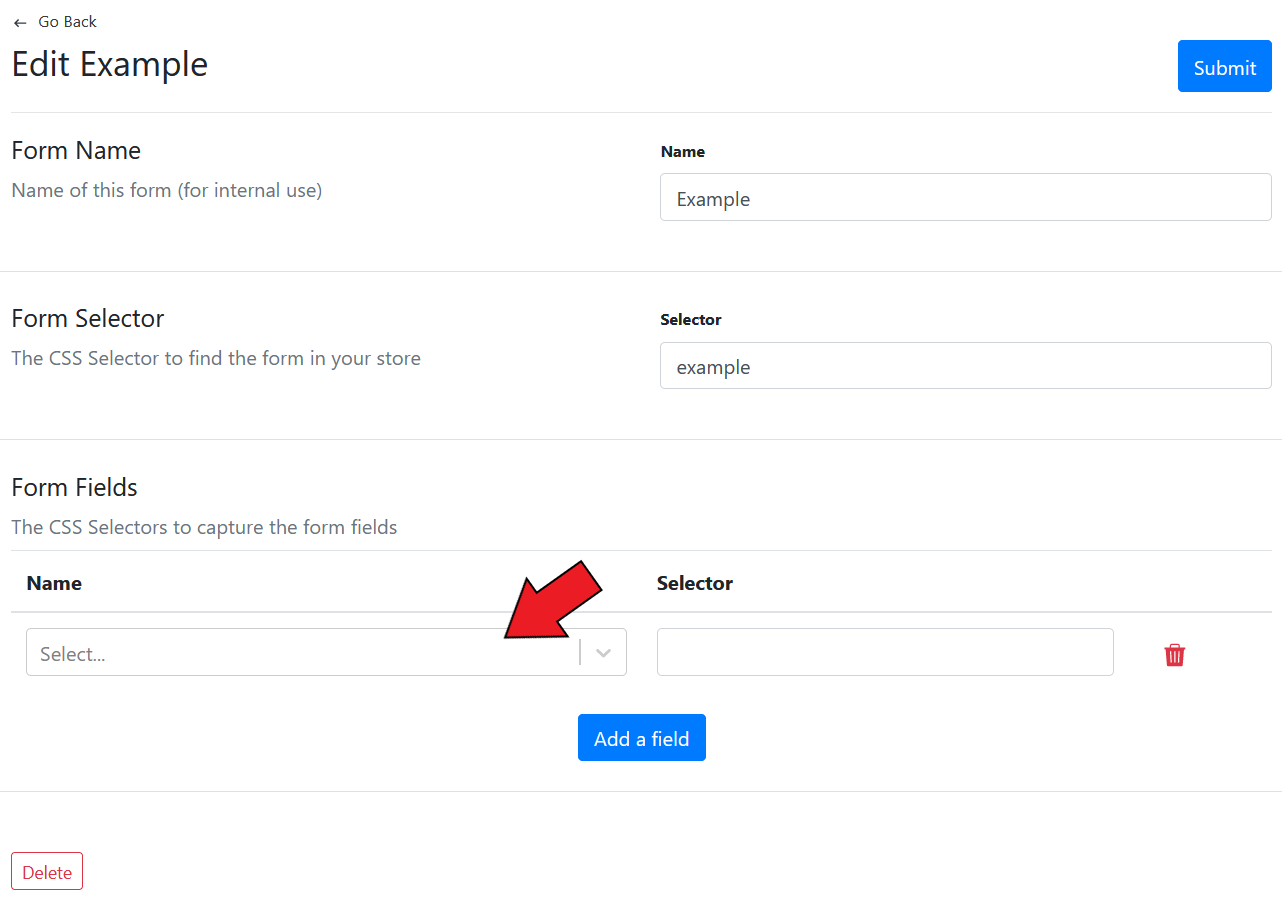 Go Back
Edit Example
Submit
Form Name
Name
Name of this form (for internal use)
Example
Form Selector
Selector
The CSS Selector to find the form in your store
example
Form Fields
The CSS Selectors to capture the form fields
Name
Selector
Select...
Add a field
Delete